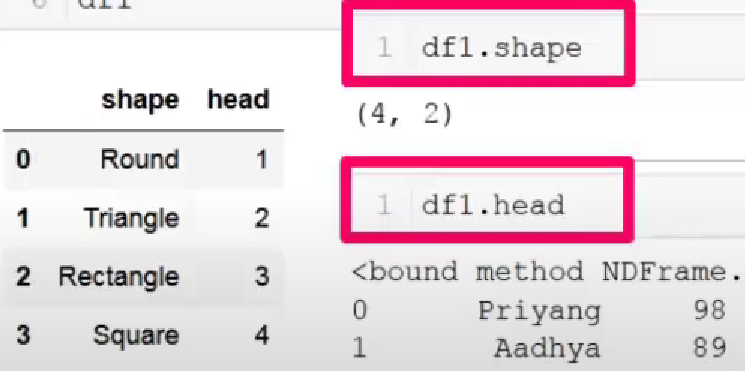 df1
shape head
0 Round 1
1 Triangle 2
2 Rectangle 3
3 Square 4
1 df1.shape
(4, 2)
1 df1.head
<bound method NDFrame.
0 Priyang 98
1 Aadhya 89